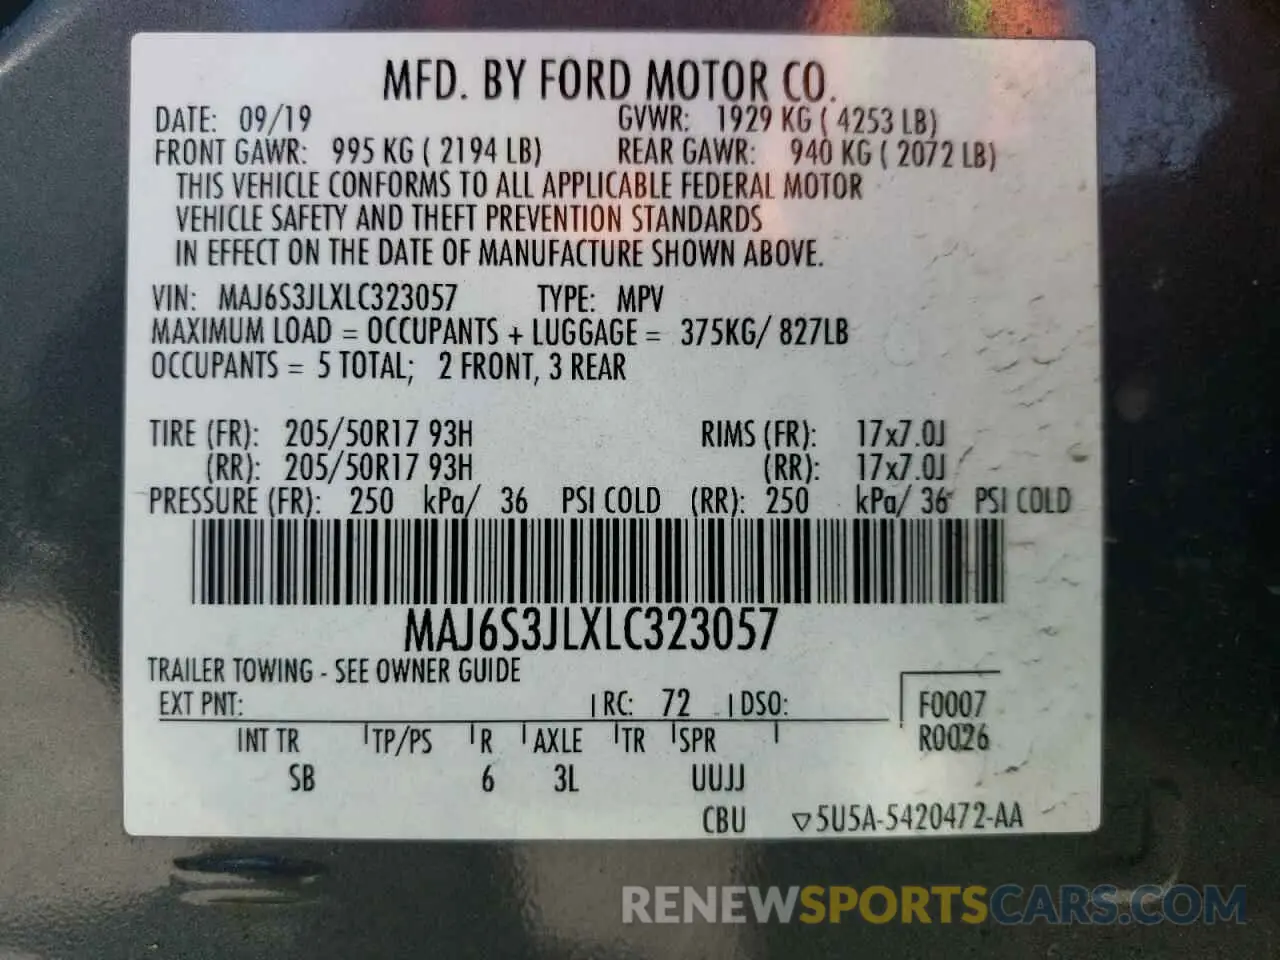 MFD. BY FORD MOTOR CO.
DATE: 09/19 GVWR: 1929 KG ( 4253 LB)
FRONT GAWR: 995 KG ( 2194 LB) REAR GAWR: 940 KG ( 2072 LB)
THIS VEHICLE CONFORMS TO ALL APPLICABLE FEDERAL MOTOR
VEHICLE SAFETY AND THEFT PREVENTION STANDARDS
IN EFFECT ON THE DATE OF MANUFACTURE SHOWN ABOVE.
VIN: MAJ6S3JLXLC323057 TYPE: MPV
MAXIMUM LOAD = OCCUPANTS + LUGGAGE = 375KG/ 827LB
OCCUPANTS = 5 TOTAL; 2 FRONT, 3 REAR
TIRE (FR): 205/50R17 93H RIMS (FR): 17x7.0J
(RR): 205/50R17 93H (RR): 17x7.0J
PRESSURE (FR): 250 kPa/ 36 PSI COLD (RR): 250 kPa/ 36 PSI COLD
MAJ6S3JLXLC323057
TRAILER TOWING - SEE OWNER GUIDE
EXT PNT: RC: 72 DSO: F0007
INT TR TP/PS R AXLE TR SPR R0026
SB 6 3L UUJJ
CBU ▽5U5A-5420472-AA
RENEWSPORTSCARS.COM